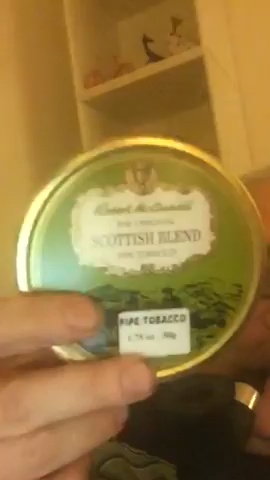 Robert McConnell
THE ORIGINAL
SCOTTISH BLEND
PIPE TOBACCO
PIPE TOBACCO
1.75 oz 50g